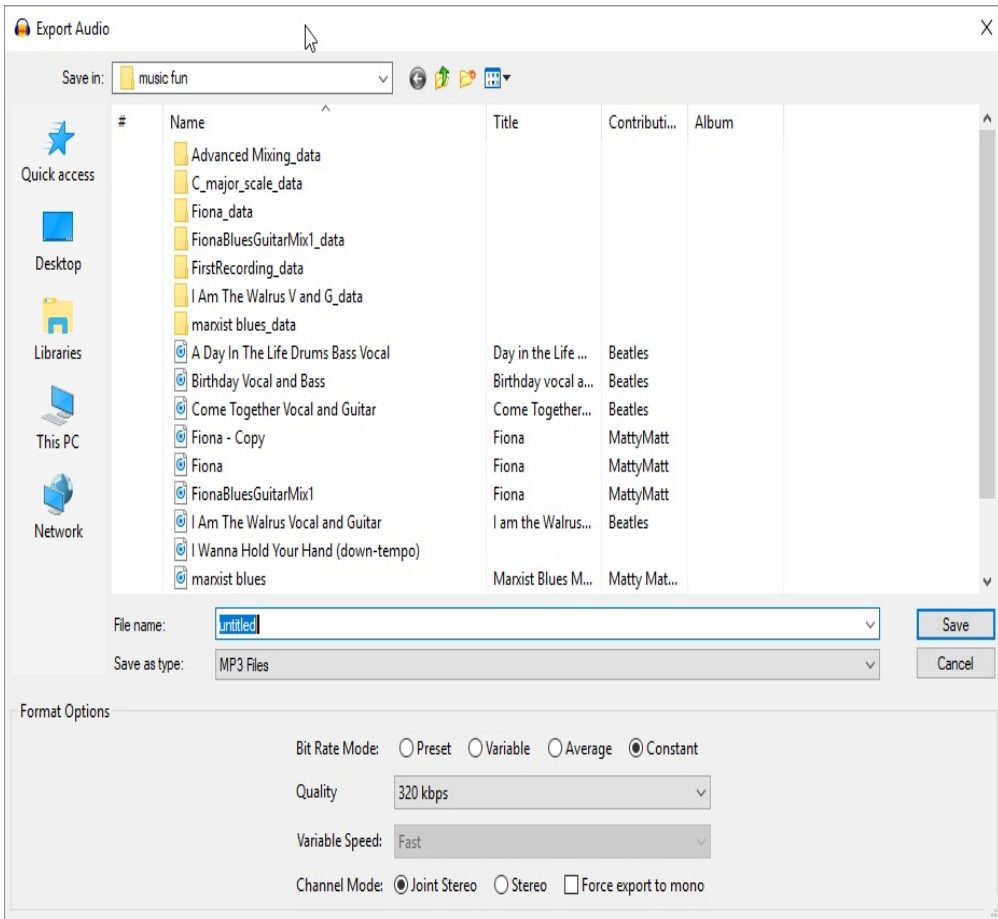 Export Audio
Save in: music fun
# Name Title Contributi... Album
Quick access
Desktop
Libraries
This PC
Network
Advanced Mixing_data
C_major_scale_data
Fiona_data
FionaBluesGuitarMix1_data
FirstRecording_data
I Am The Walrus V and G_data
marxist blues_data
A Day In The Life Drums Bass Vocal Day in the Life ... Beatles
Birthday Vocal and Bass Birthday vocal a... Beatles
Come Together Vocal and Guitar Come Together... Beatles
Fiona - Copy Fiona MattyMatt
Fiona Fiona MattyMatt
FionaBluesGuitarMix1 Fiona MattyMatt
I Am The Walrus Vocal and Guitar I am the Walrus... Beatles
I Wanna Hold Your Hand (down-tempo)
marxist blues Marxist Blues M... Matty Mat...
File name: untitled Save
Save as type: MP3 Files Cancel
Format Options
Bit Rate Mode: Preset Variable Average Constant
Quality 320 kbps
Variable Speed: Fast
Channel Mode: Joint Stereo Stereo Force export to mono